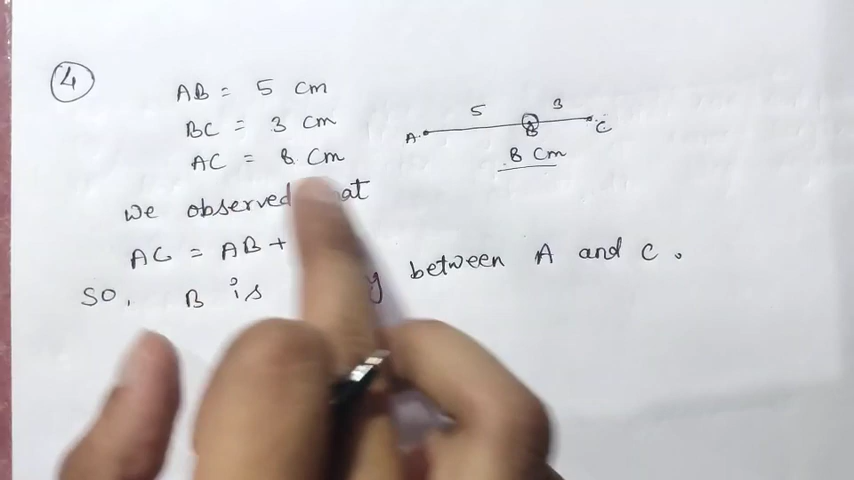 4
AB = 5 cm
BC = 3 cm
AC = 8 cm
We observed
AC = AB +
SO, B is between A and C.
5 3
A B C
8 cm